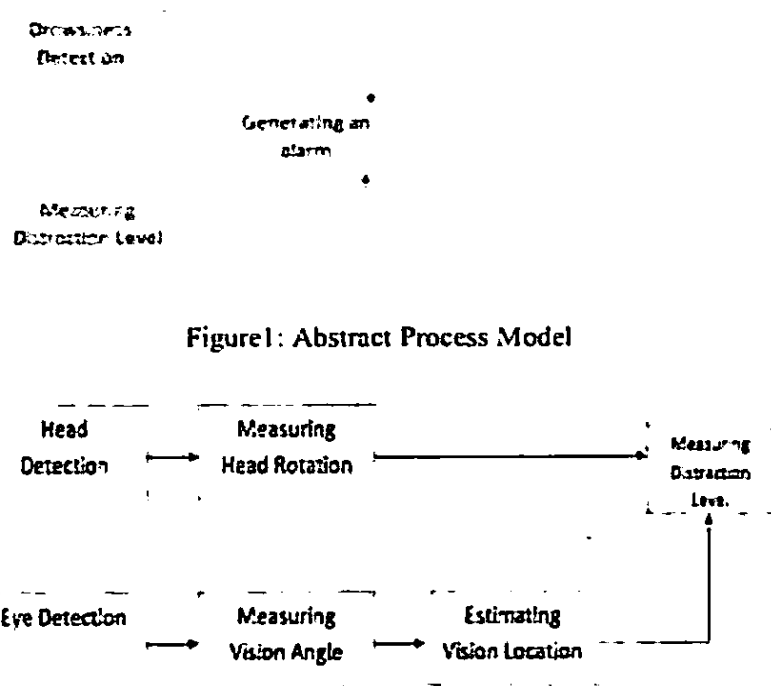 Drowsiness
Detection
Generating an
alarm
Measuring
Distraction Level
Figure1: Abstract Process Model
Head
Detection
Measuring
Head Rotation
Measuring
Distraction
Level
Eye Detection
Measuring
Vision Angle
Estimating
Vision Location